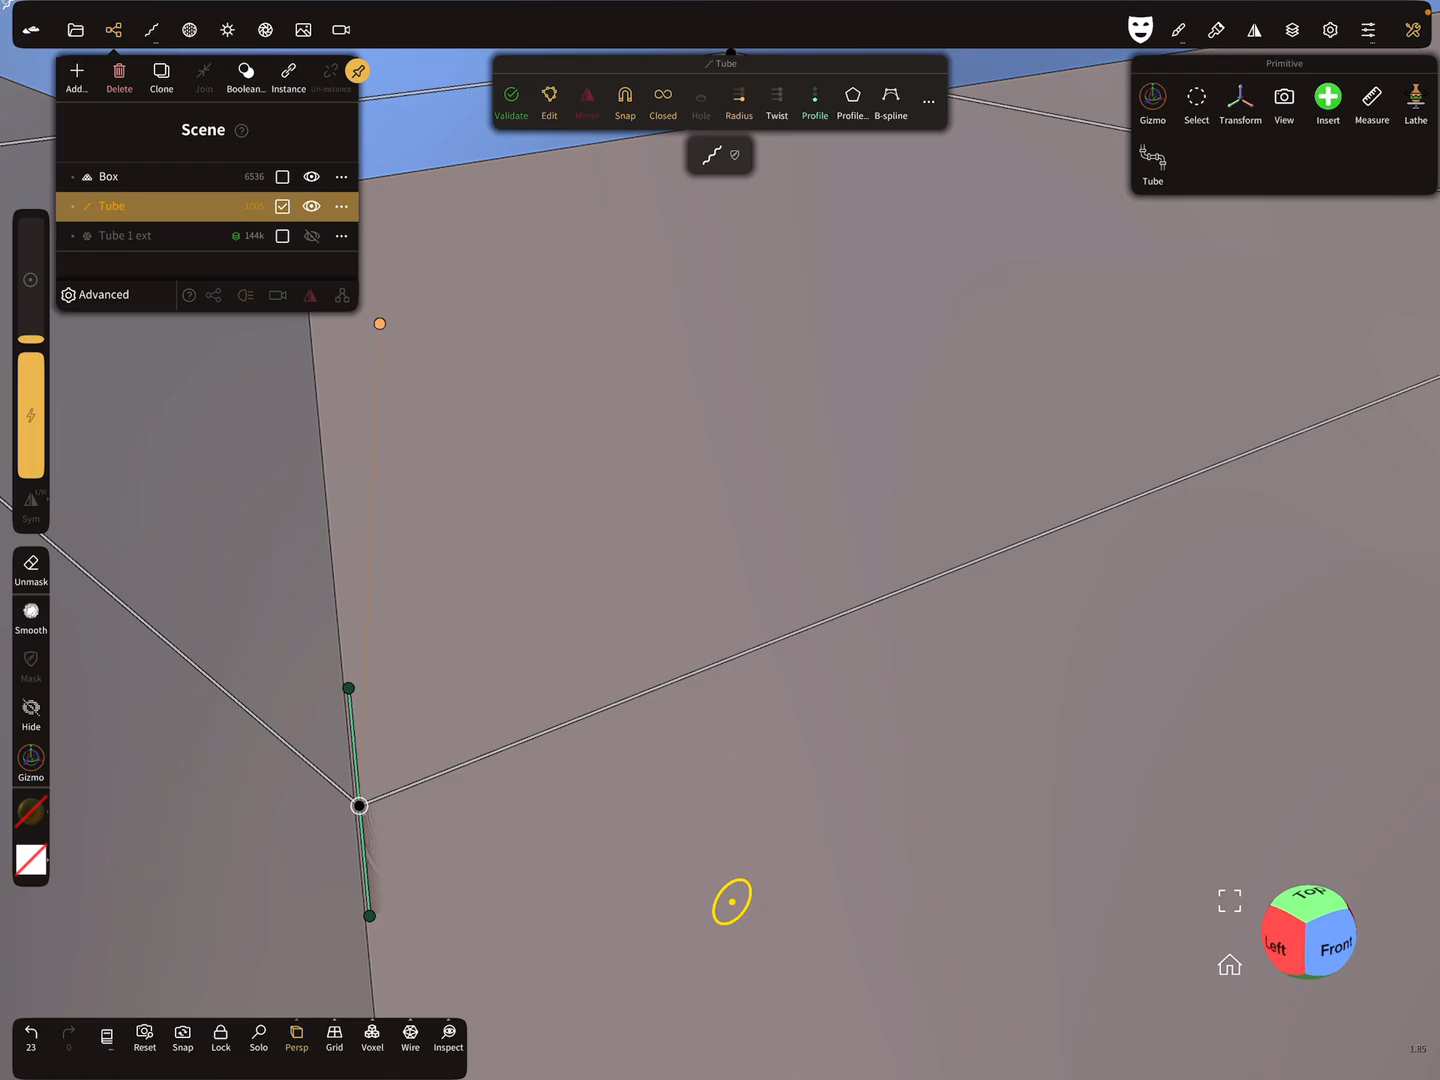 Add...
Delete
Clone
Join
Boolean...
Instance
Un-instance
Scene
Box 6536
Tube 1005
Tube 1 ext 144k
Advanced
Tube
Validate
Edit
Mirror
Snap
Closed
Hole
Radius
Twist
Profile
Profile...
B-spline
...
Primitive
Gizmo
Select
Transform
View
Insert
Measure
Lathe
Tube
L/W
Sym
Unmask
Smooth
Mask
Hide
Gizmo
Top
Left
Front
23
0
...
Reset
Snap
Lock
Solo
Persp
Grid
Voxel
Wire
Inspect
1.85